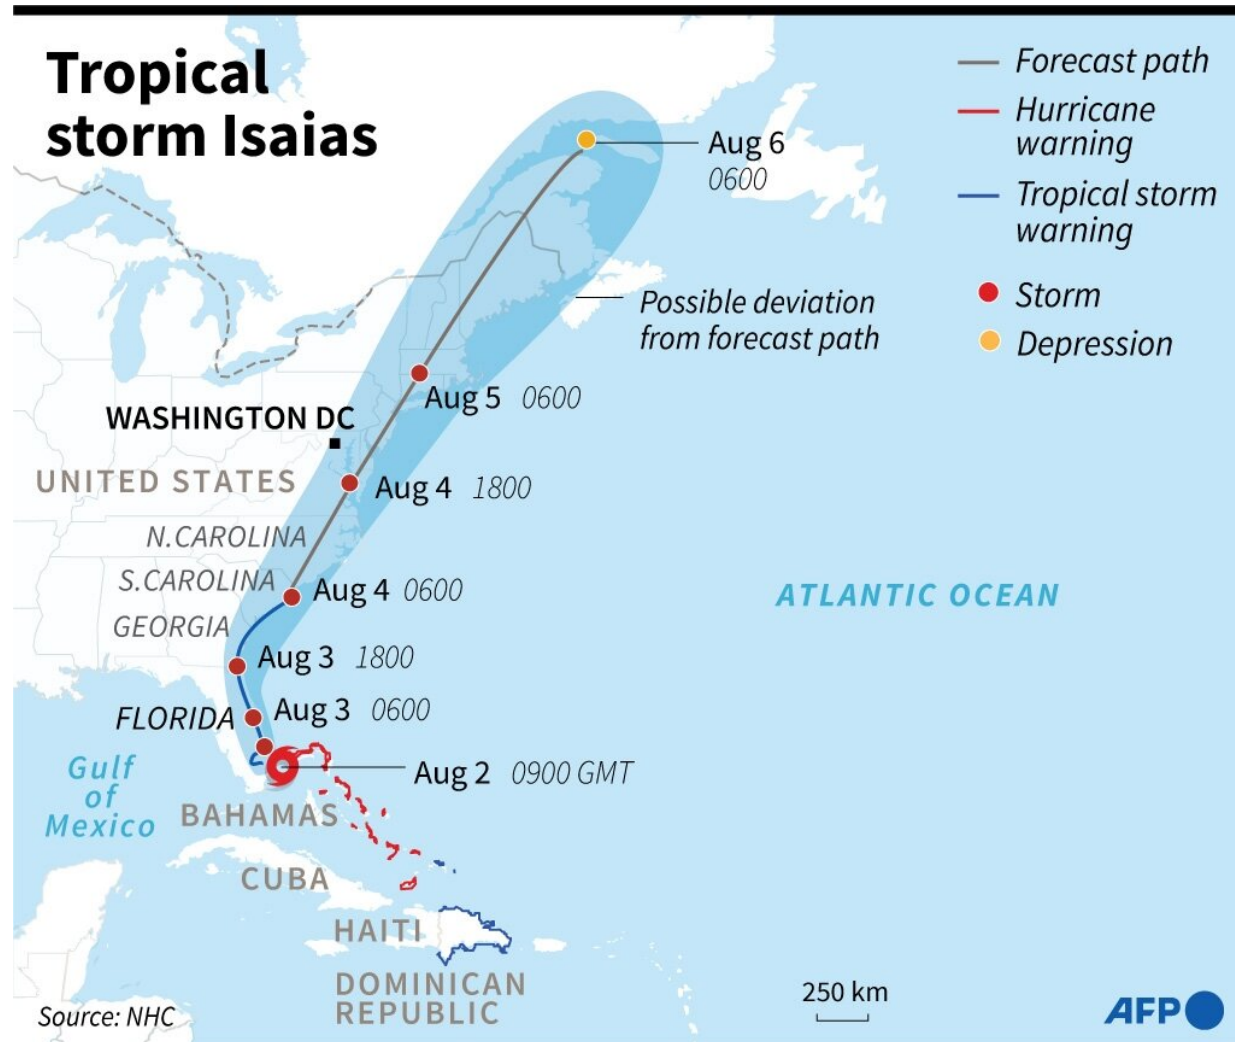 Tropical
storm Isaias
Forecast path
Hurricane
warning
Tropical storm
warning
Storm
Depression
Aug 6
0600
Possible deviation
from forecast path
Aug 5 0600
WASHINGTON DC
UNITED STATES
Aug 4 1800
N.CAROLINA
S.CAROLINA
Aug 4 0600
ATLANTIC OCEAN
GEORGIA
Aug 3 1800
FLORIDA
Aug 3 0600
Gulf
of
Mexico
Aug 2 0900 GMT
BAHAMAS
CUBA
HAITI
DOMINICAN
REPUBLIC
250 km
Source: NHC
AFP